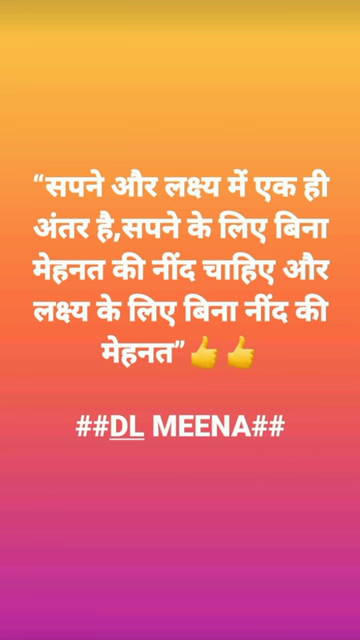 “सपने और लक्ष्य में एक ही
अंतर है,सपने के लिए बिना
मेहनत की नींद चाहिए और
लक्ष्य के लिए बिना नींद की
मेहनत”👍👍
##DL MEENA##